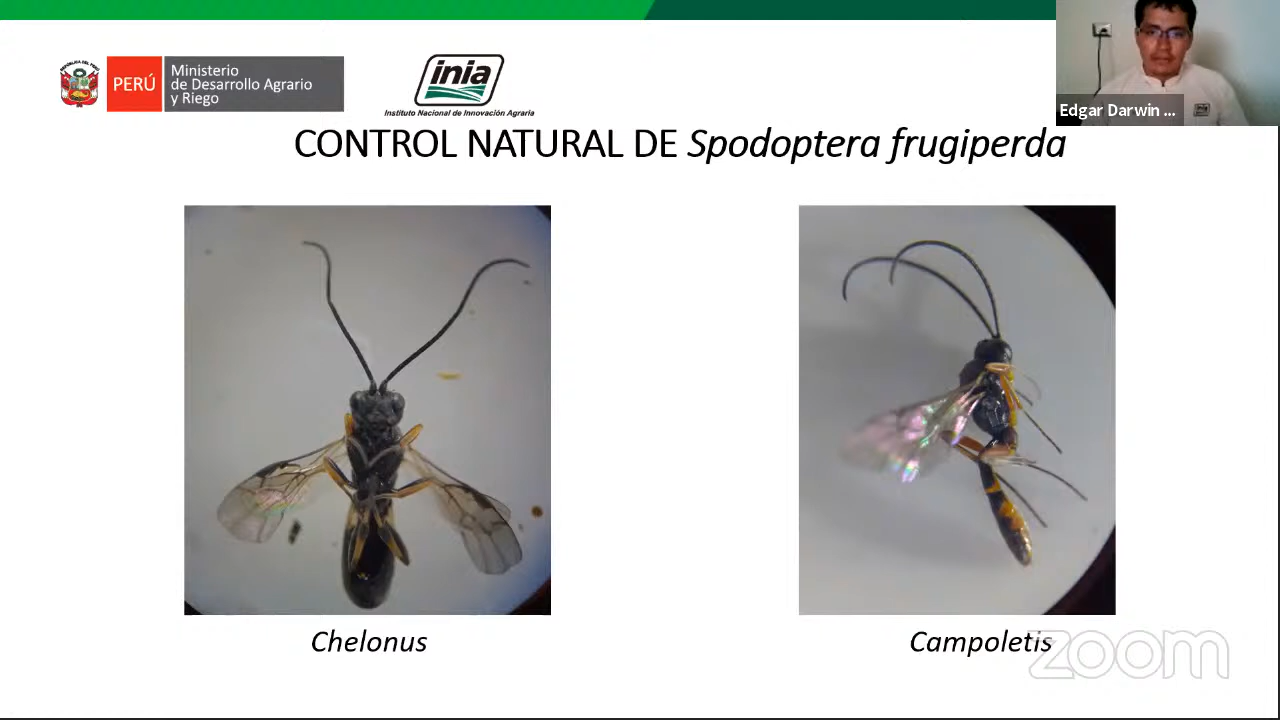 PERÚ
Ministerio
de Desarrollo Agrario
y Riego
inia
Instituto Nacional de Innovación Agraria
Edgar Darwin ...
CONTROL NATURAL DE Spodoptera frugiperda
Chelonus
Campoletis
zoom